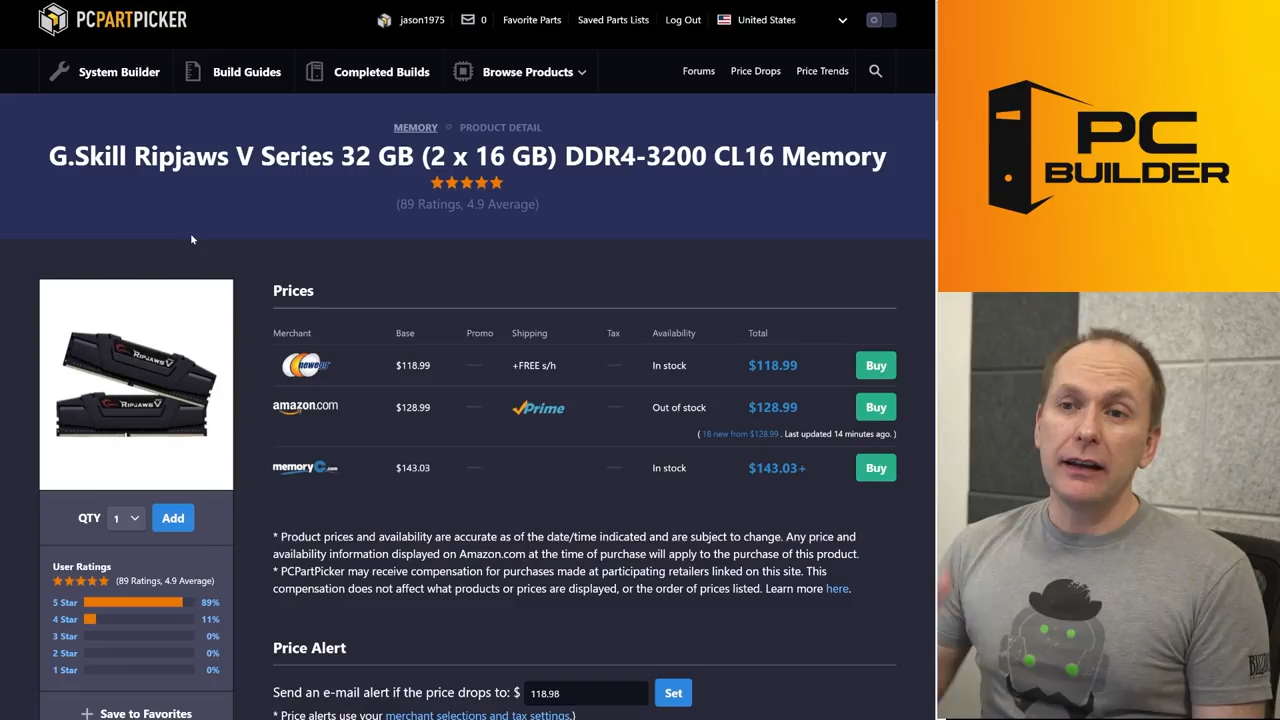 PCPARTPICKER
jason1975
0
Favorite Parts
Saved Parts Lists
Log Out
United States
System Builder
Build Guides
Completed Builds
Browse Products
Forums
Price Drops
Price Trends
MEMORY
PRODUCT DETAIL
G.Skill Ripjaws V Series 32 GB (2 x 16 GB) DDR4-3200 CL16 Memory
(89 Ratings, 4.9 Average)
RIPJAWS V
RIPJAWS V
QTY 1 Add
User Ratings
(89 Ratings, 4.9 Average)
5 Star 89%
4 Star 11%
3 Star 0%
2 Star 0%
1 Star 0%
+ Save to Favorites
Prices
Merchant Base Promo Shipping Tax Availability Total
newegg $118.99 — +FREE s/h — In stock $118.99 Buy
amazon.com $128.99 — Prime — Out of stock $128.99 Buy
( 18 new from $128.99 . Last updated 14 minutes ago. )
memoryC.com $143.03 — — In stock $143.03+ Buy
* Product prices and availability are accurate as of the date/time indicated and are subject to change. Any price and
availability information displayed on Amazon.com at the time of purchase will apply to the purchase of this product.
* PCPartPicker may receive compensation for purchases made at participating retailers linked on this site. This
compensation does not affect what products or prices are displayed, or the order of prices listed. Learn more here.
Price Alert
Send an e-mail alert if the price drops to: $ 118.98 Set
* Price alerts use your merchant selections and tax settings.)
PC
BUILDER